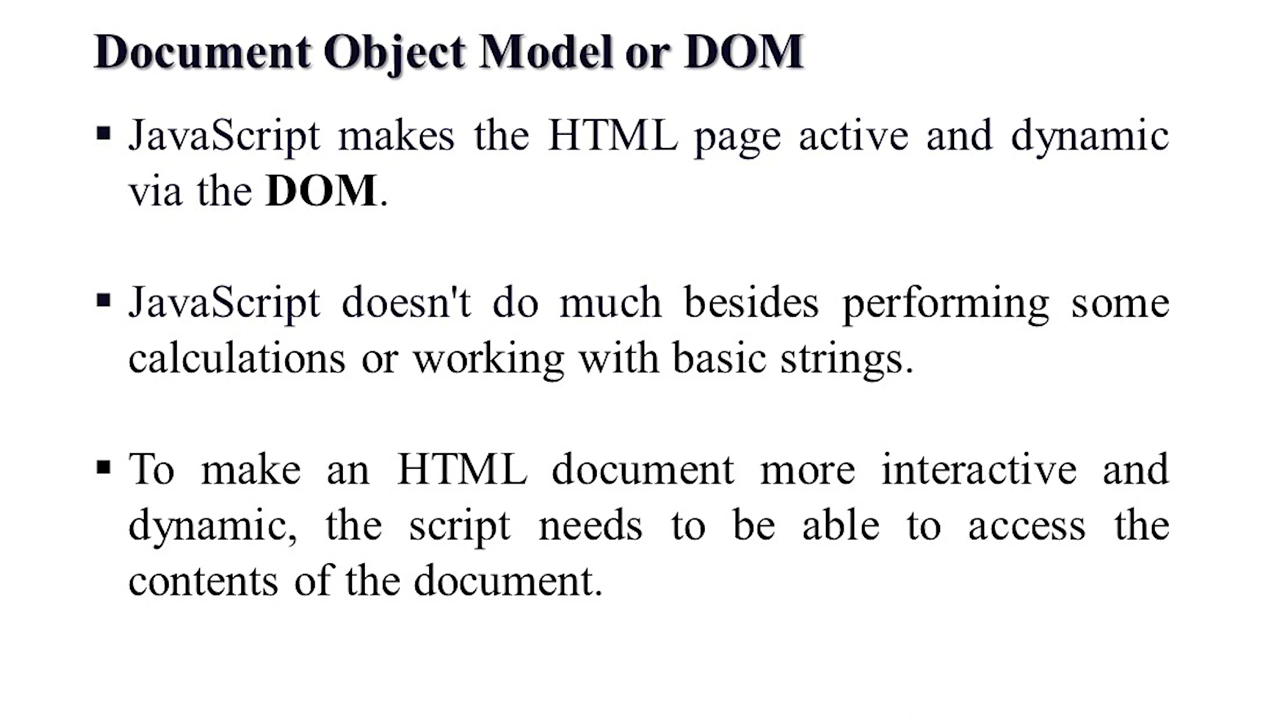 Document Object Model or DOM
▪ JavaScript makes the HTML page active and dynamic
via the DOM.
▪ JavaScript doesn't do much besides performing some
calculations or working with basic strings.
▪ To make an HTML document more interactive and
dynamic, the script needs to be able to access the
contents of the document.